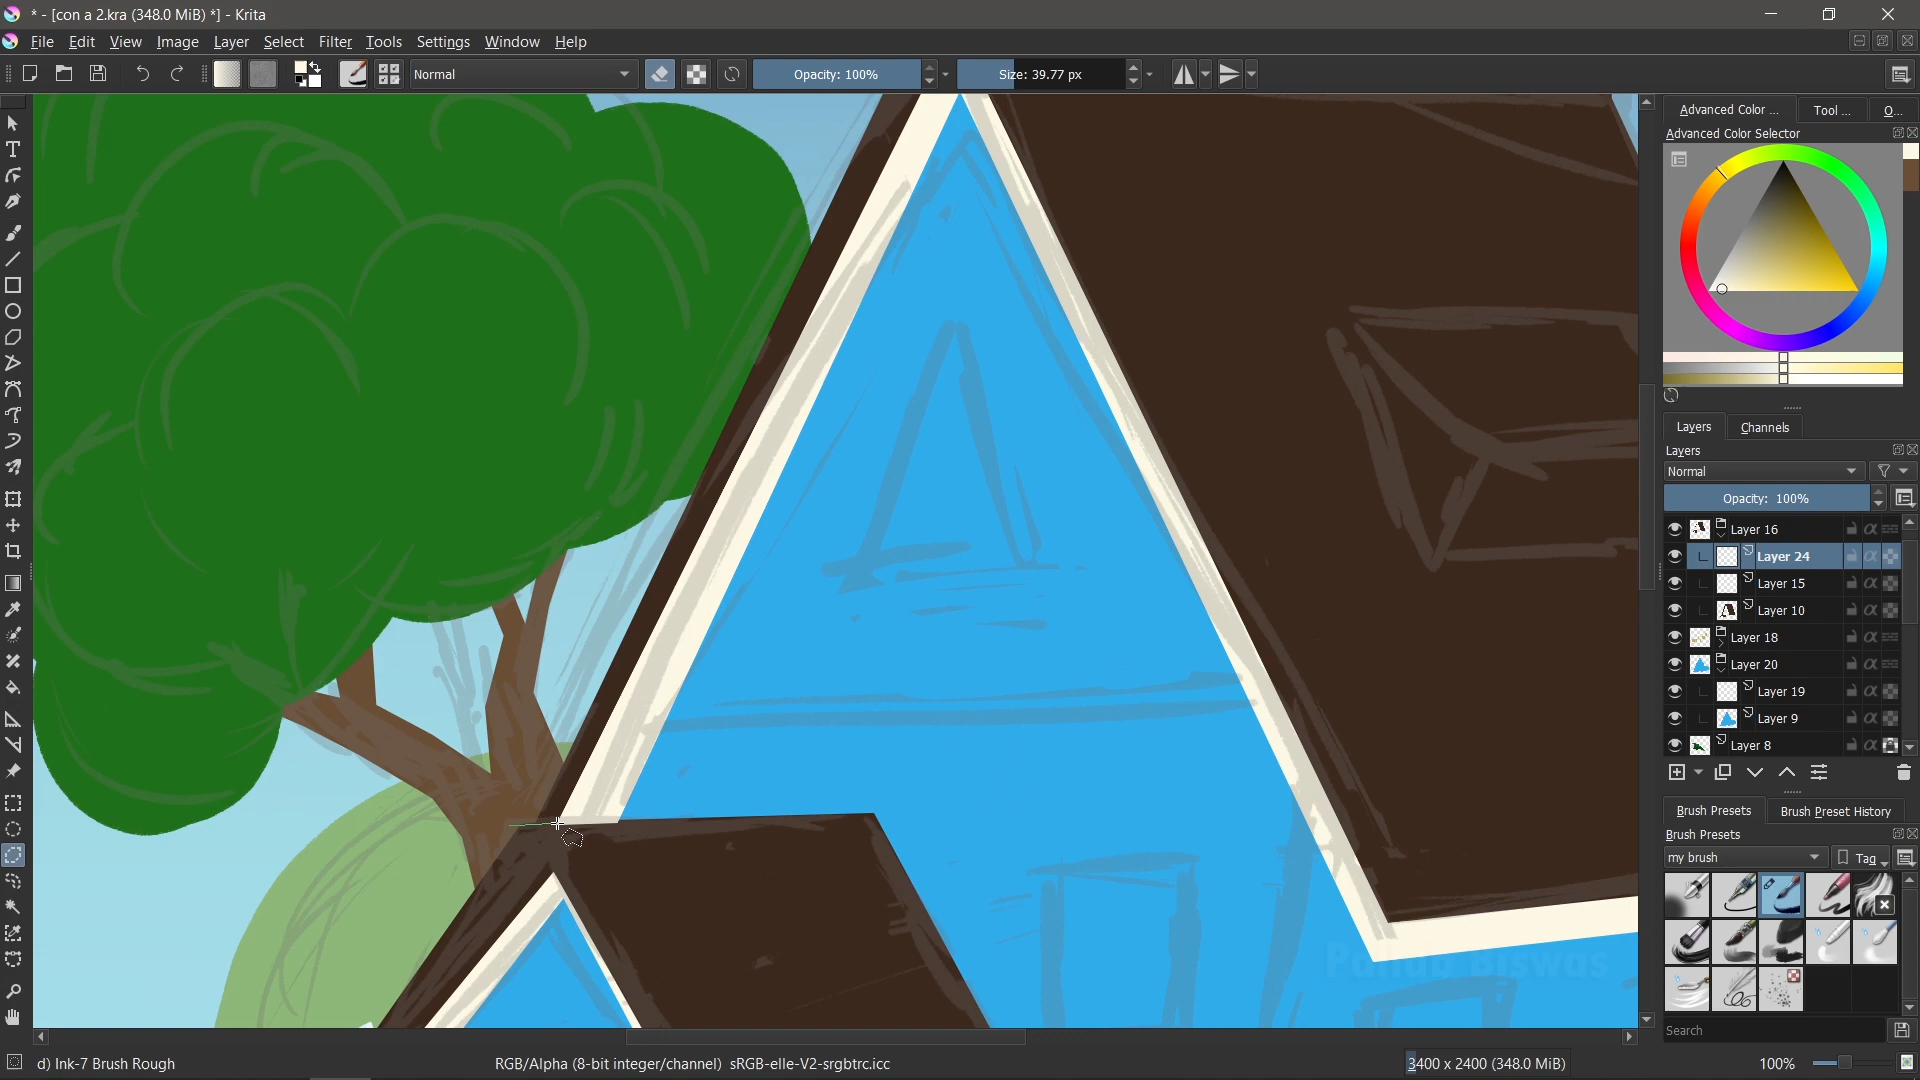 * - [con a 2.kra (348.0 MiB) *] - Krita
File Edit View Image Layer Select Filter Tools Settings Window Help
Normal Opacity: 100% Size: 39.77 px
Advanced Color ... Tool ... O...
Advanced Color Selector
Layers Channels
Layers
Normal
Opacity: 100%
Layer 16
Layer 24
Layer 15
Layer 10
Layer 18
Layer 20
Layer 19
Layer 9
Layer 8
Brush Presets Brush Preset History
Brush Presets
my brush Tag
Search
d) Ink-7 Brush Rough RGB/Alpha (8-bit integer/channel) sRGB-elle-V2-srgbtrc.icc 3400 x 2400 (348.0 MiB) 100%